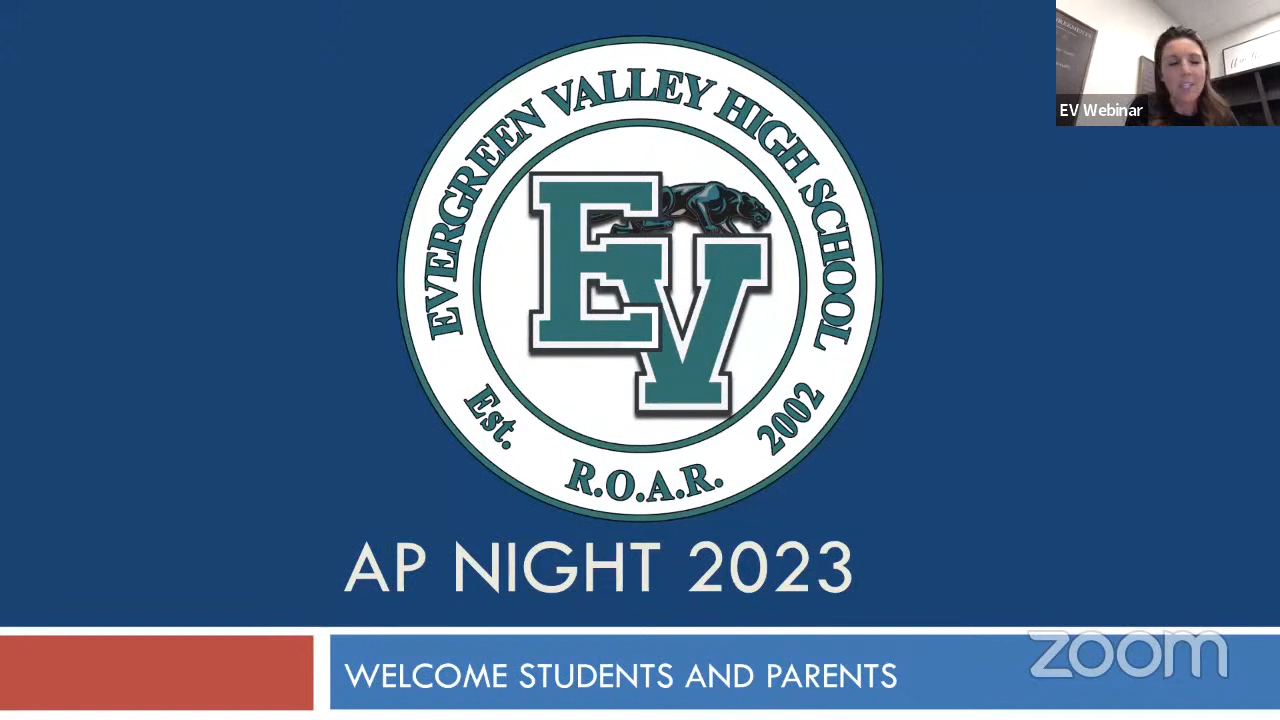 EVERGREEN VALLEY HIGH SCHOOL
EV
Est. 2002
R.O.A.R.
EV Webinar
AP NIGHT 2023
WELCOME STUDENTS AND PARENTS
zoom